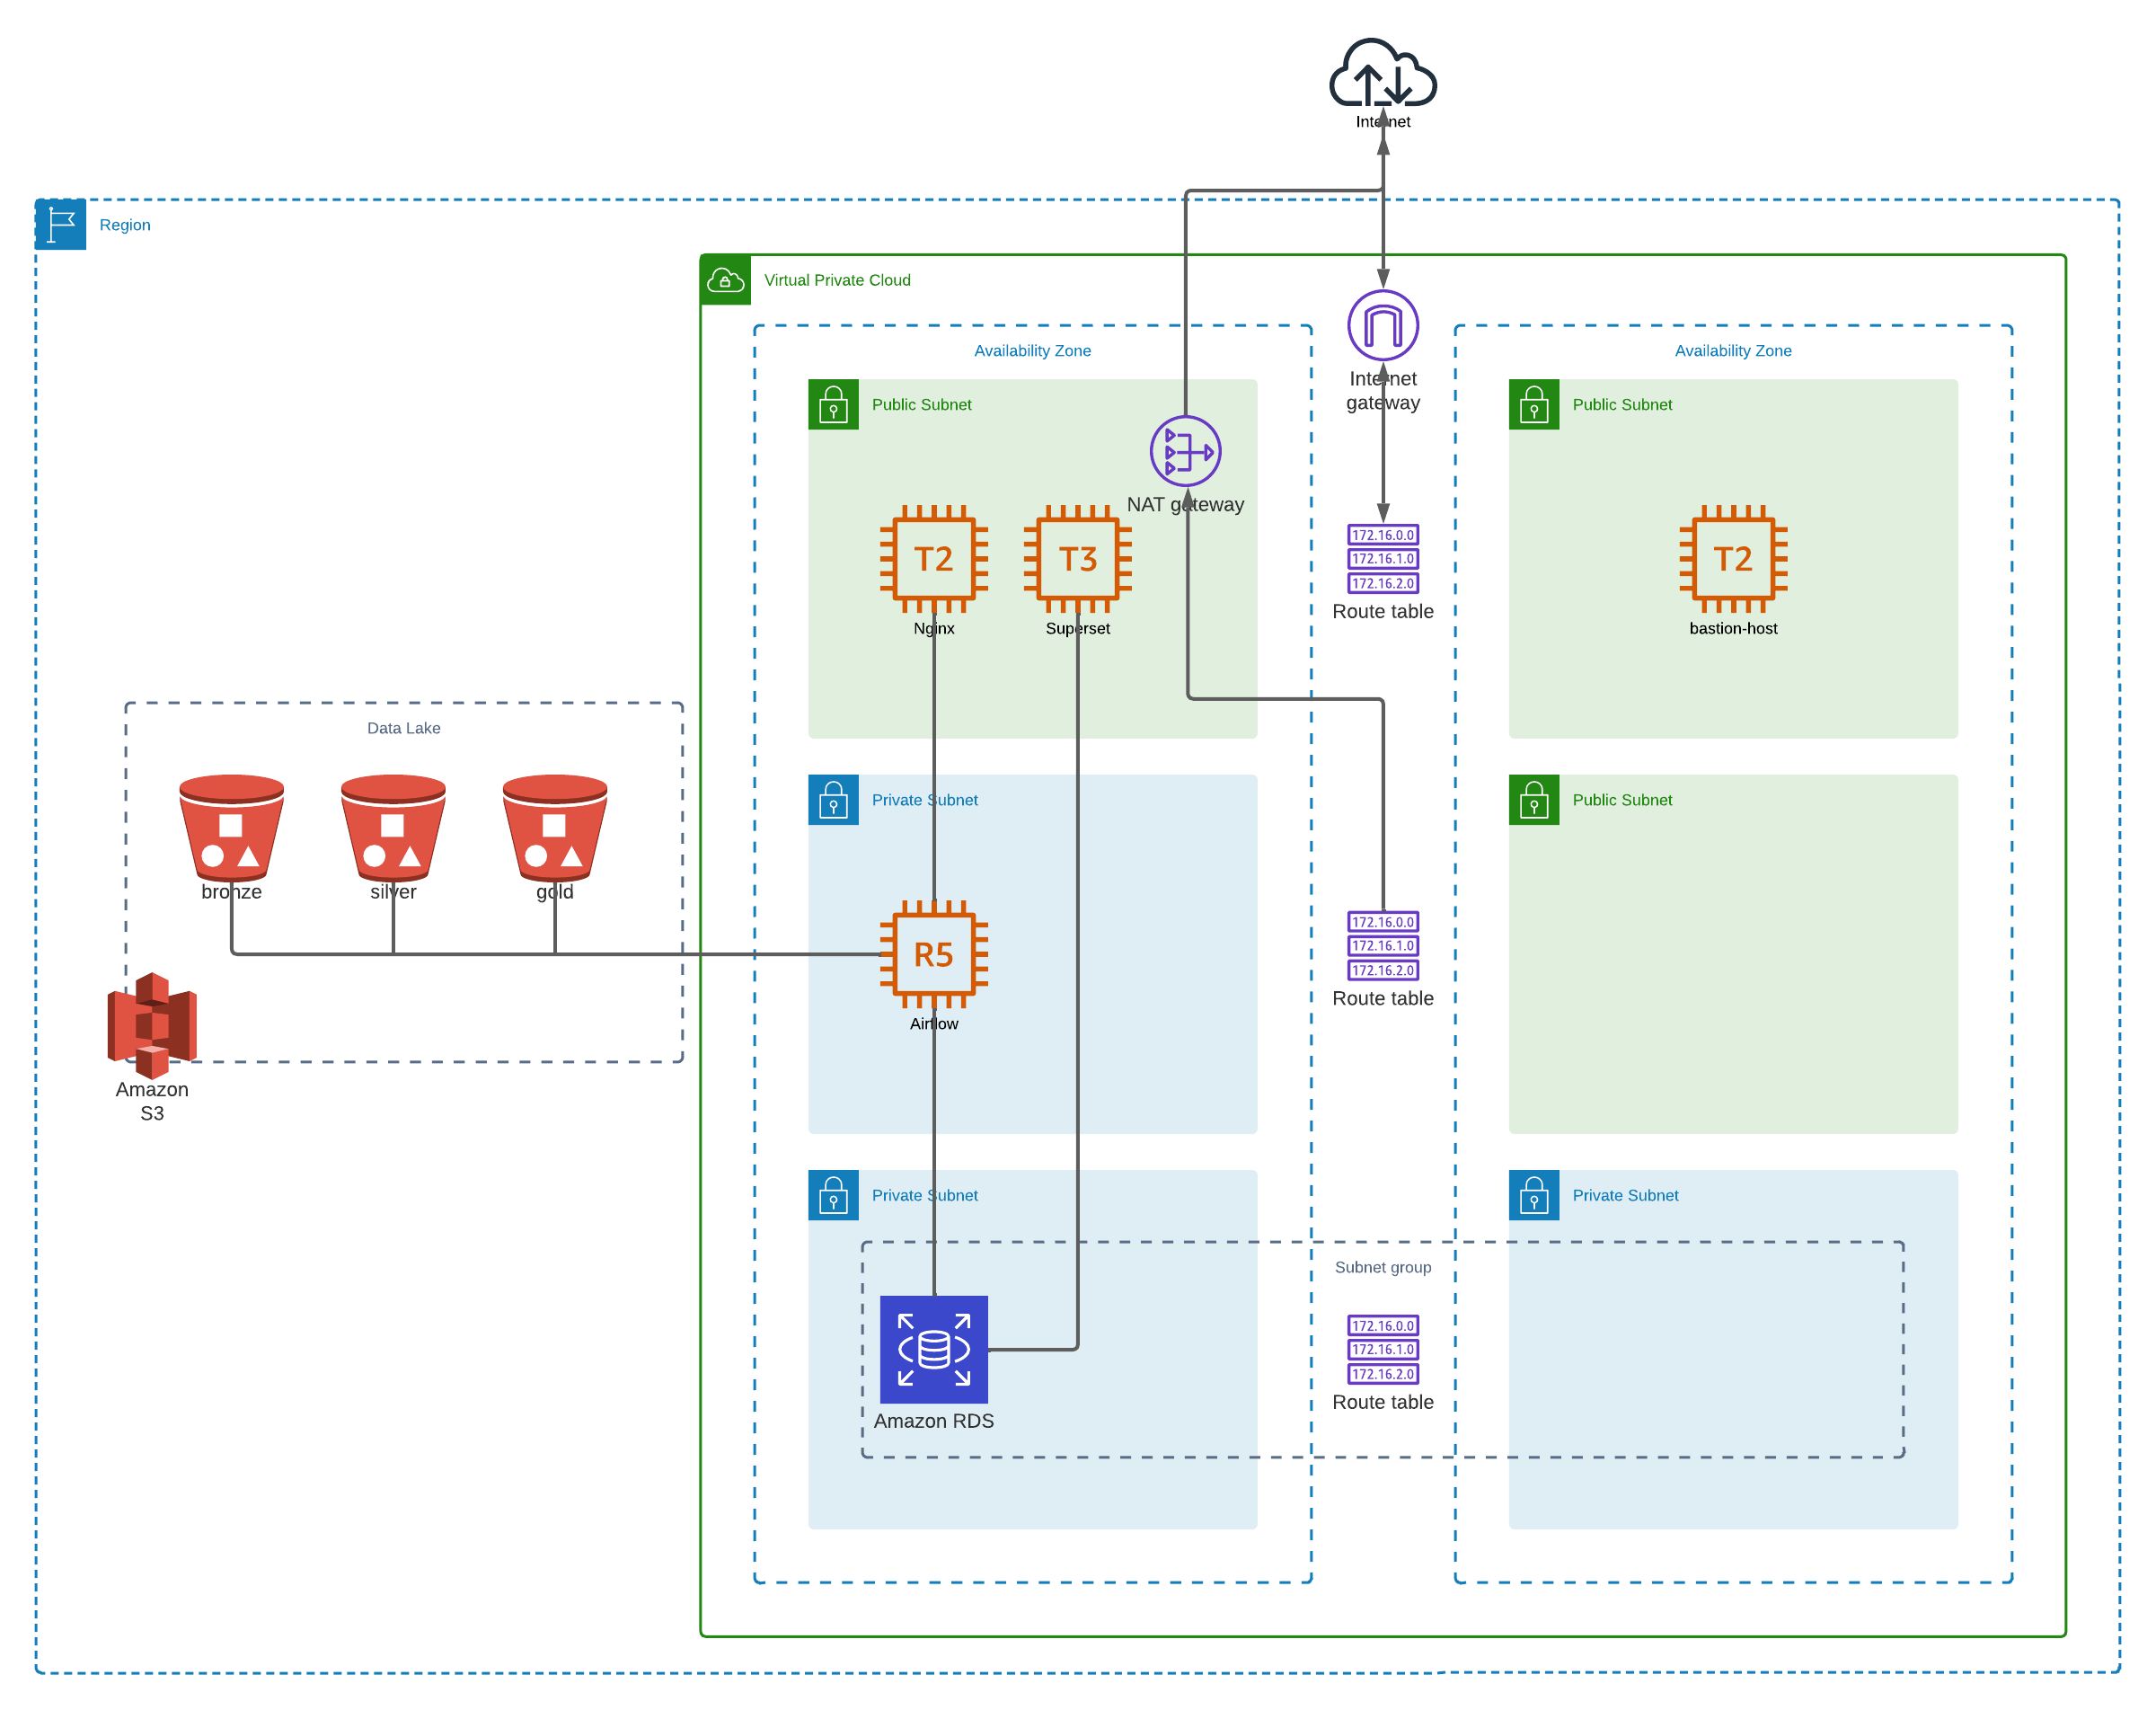 Internet
Region
Virtual Private Cloud
Availability Zone
Availability Zone
Internet
gateway
Public Subnet
Public Subnet
NAT gateway
T2
Nginx
T3
Superset
172.16.0.0
172.16.1.0
172.16.2.0
Route table
T2
bastion-host
Data Lake
bronze
silver
gold
Amazon
S3
Private Subnet
Public Subnet
R5
Airflow
172.16.0.0
172.16.1.0
172.16.2.0
Route table
Private Subnet
Private Subnet
Subnet group
Amazon RDS
172.16.0.0
172.16.1.0
172.16.2.0
Route table